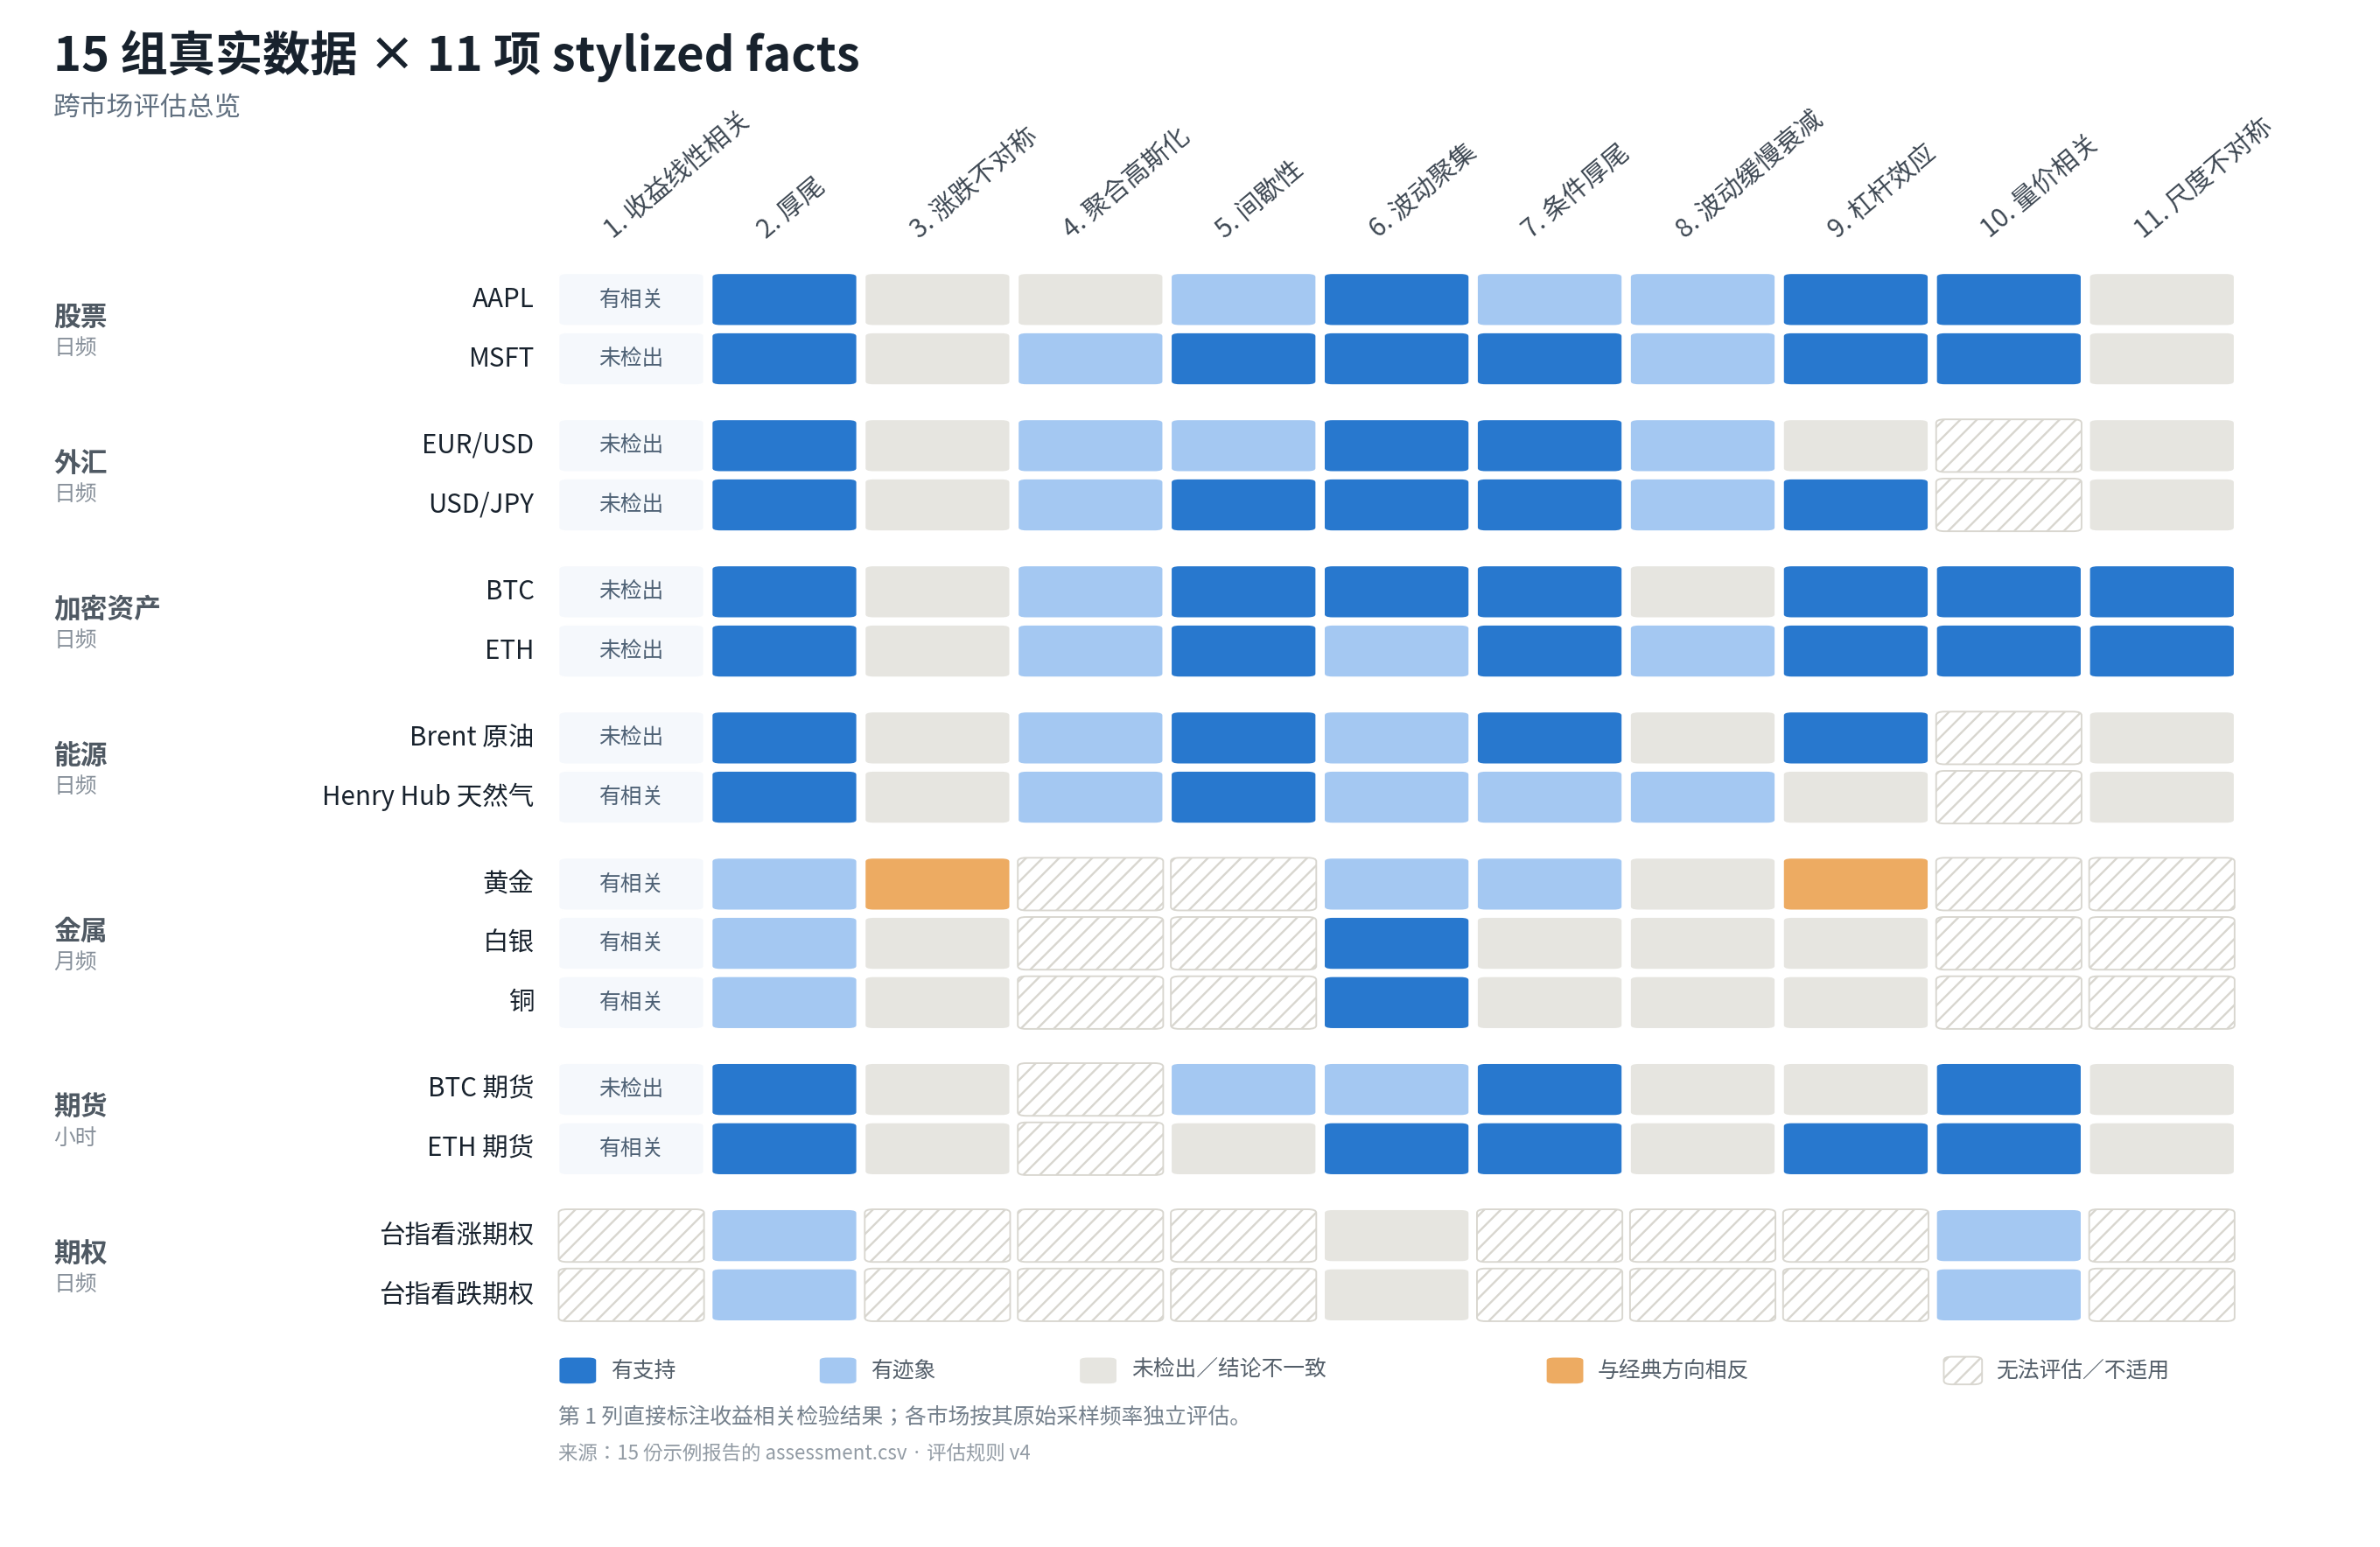 15 组真实数据 × 11 项 stylized facts
跨市场评估总览
1. 收益线性相关
2. 厚尾
3. 涨跌不对称
4. 聚合高斯化
5. 间歇性
6. 波动聚集
7. 条件厚尾
8. 波动缓慢衰减
9. 杠杆效应
10. 量价相关
11. 尺度不对称
股票
日频
AAPL 有相关
MSFT 未检出
外汇
日频
EUR/USD 未检出
USD/JPY 未检出
加密资产
日频
BTC 未检出
ETH 未检出
能源
日频
Brent 原油 未检出
Henry Hub 天然气 有相关
金属
月频
黄金 有相关
白银 有相关
铜 有相关
期货
小时
BTC 期货 未检出
ETH 期货 有相关
期权
日频
台指看涨期权
台指看跌期权
有支持 有迹象 未检出／结论不一致 与经典方向相反 无法评估／不适用
第 1 列直接标注收益相关检验结果；各市场按其原始采样频率独立评估。
来源：15 份示例报告的 assessment.csv · 评估规则 v4